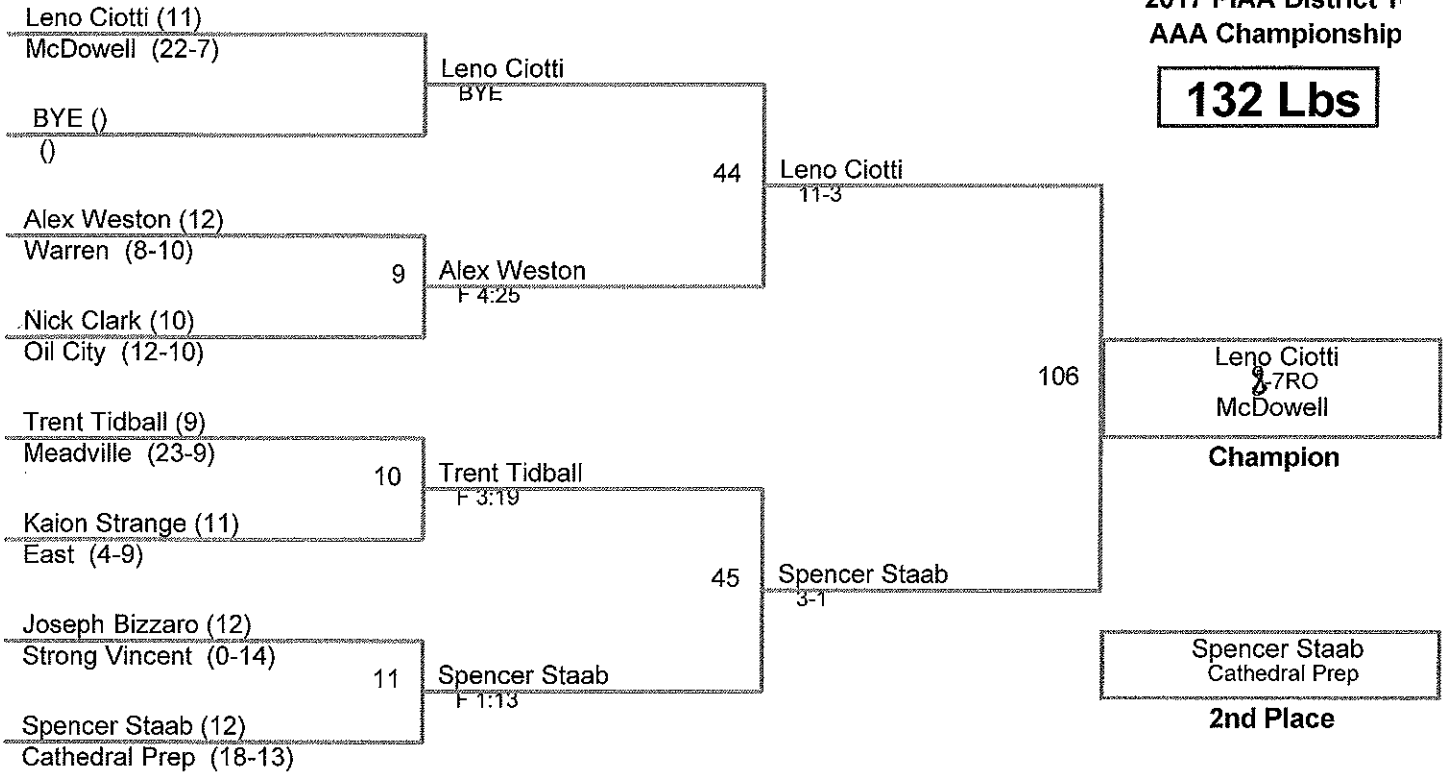 2017 PIAA District 1
AAA Championship
132 Lbs
Leno Ciotti (11)
McDowell (22-7)
BYE ()
()
Alex Weston (12)
Warren (8-10)
Nick Clark (10)
Oil City (12-10)
Trent Tidball (9)
Meadville (23-9)
Kaion Strange (11)
East (4-9)
Joseph Bizzaro (12)
Strong Vincent (0-14)
Spencer Staab (12)
Cathedral Prep (18-13)
Leno Ciotti
BYE
9
Alex Weston
F 4:25
10
Trent Tidball
F 3:19
11
Spencer Staab
F 1:13
44
Leno Ciotti
11-3
45
Spencer Staab
3-1
106
Leno Ciotti
-7RO
McDowell
Champion
Spencer Staab
Cathedral Prep
2nd Place